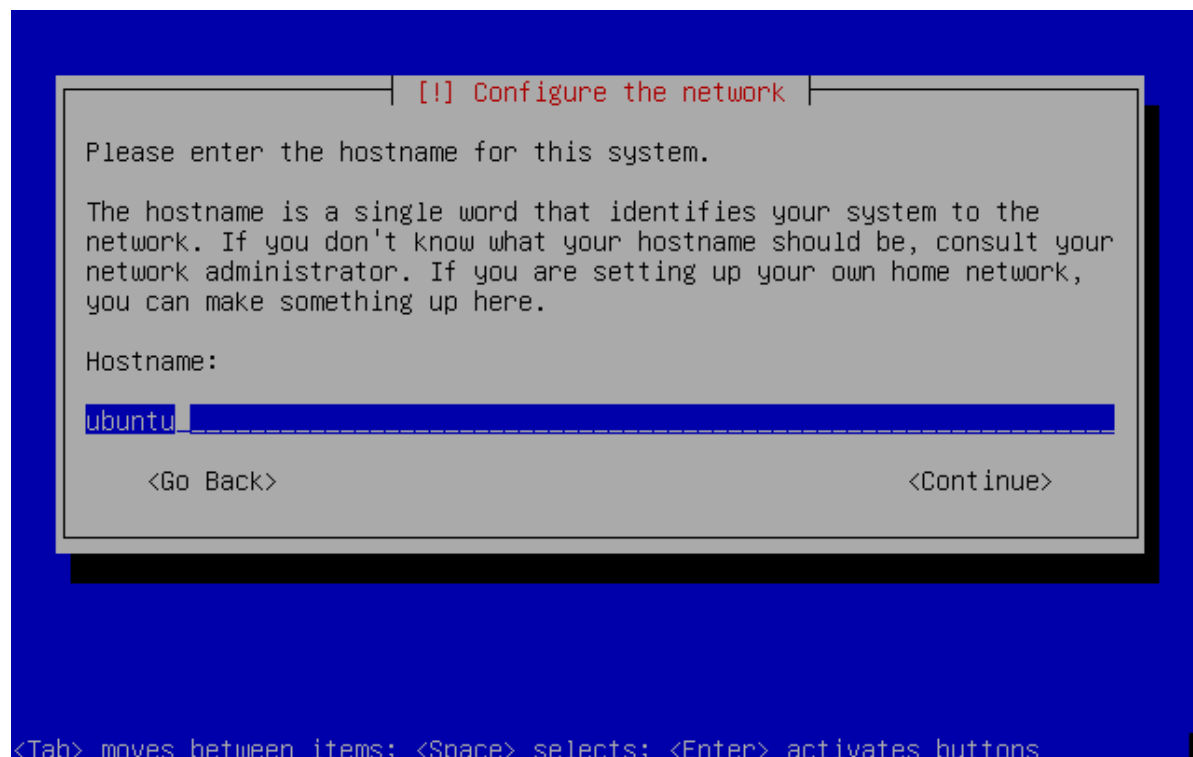 [!] Configure the network
Please enter the hostname for this system.
The hostname is a single word that identifies your system to the
network. If you don't know what your hostname should be, consult your
network administrator. If you are setting up your own home network,
you can make something up here.
Hostname:
ubuntu
<Go Back> <Continue>
<Tab> moves between items; <Space> selects; <Enter> activates buttons